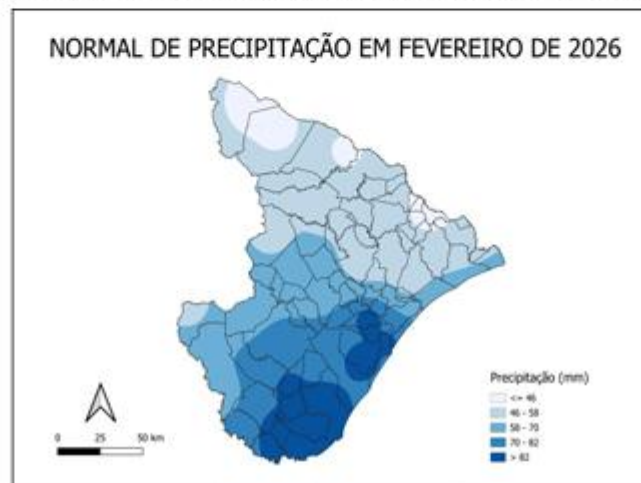 NORMAL DE PRECIPITAÇÃO EM FEVEREIRO DE 2026
Precipitação (mm)
<= 46
46 - 58
58 - 70
70 - 82
> 82
0 25 50 km